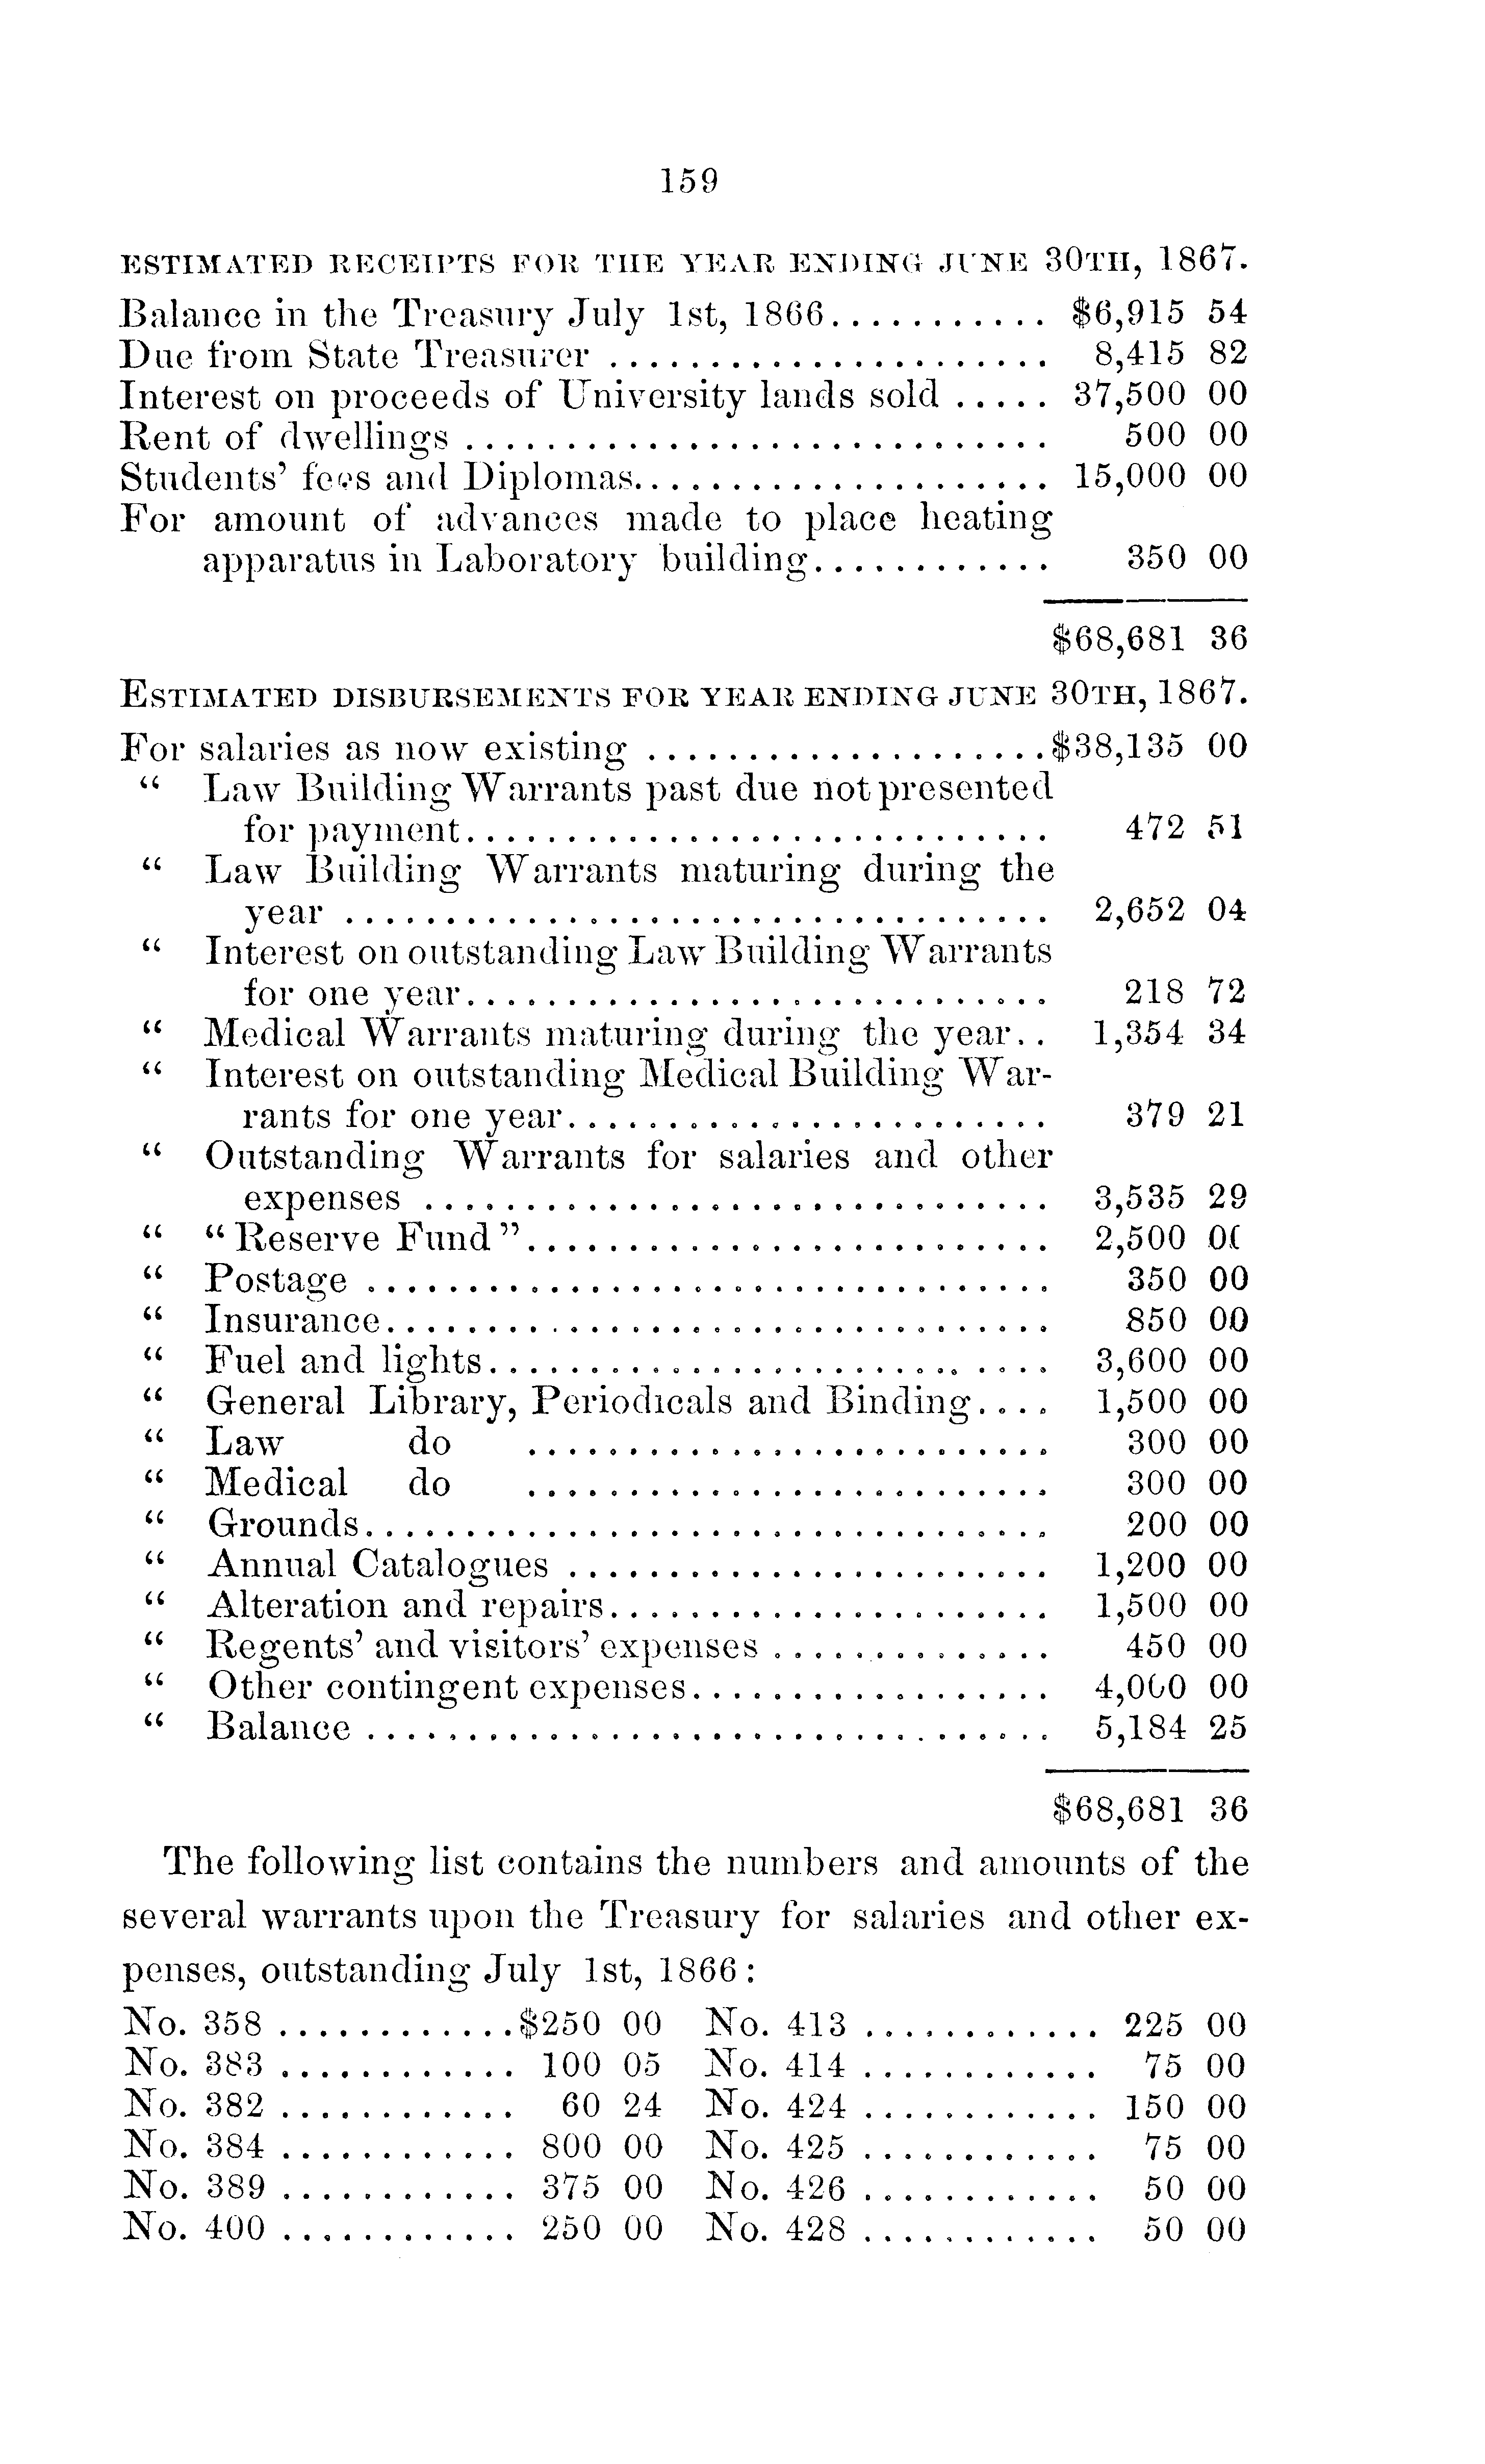 159
ESTIMATED RECEIPTS FOR THE YEAR ENDING JUNE 30TH, 1867.
Balance in the Treasury July 1st, 1866............ $6,915 54
Due from State Treasurer ...................... 8,415 82
Interest on proceeds of University lands sold ..... 37,500 00
Rent of dwellings ............................. 500 00
Students' fees and Diplomas..................... 15,000 00
For amount of advances made to place heating
apparatus in Laboratory building............ 350 00
$68,681 36
ESTIMATED DISBURSEMENTS FOR YEAR ENDING JUNE 30TH, 1867.
For salaries as now existing ....................$38,135 00
" Law Building Warrants past due not presented
for payment............................. 472 51
" Law Building Warrants maturing during the
year ................................... 2,652 04
" Interest on outstanding Law Building Warrants
for one year............................. 218 72
" Medical Warrants maturing during the year.. 1,354 34
" Interest on outstanding Medical Building War-
rants for one year........................ 379 21
" Outstanding Warrants for salaries and other
expenses ............................... 3,535 29
" "Reserve Fund".......................... 2,500 00
" Postage .................................. 350 00
" Insurance................................. 850 00
" Fuel and lights............................ 3,600 00
" General Library, Periodicals and Binding.... 1,500 00
" Law do .......................... 300 00
" Medical do .......................... 300 00
" Grounds.................................. 200 00
" Annual Catalogues ........................ 1,200 00
" Alteration and repairs...................... 1,500 00
" Regents' and visitors' expenses .............. 450 00
" Other contingent expenses.................. 4,000 00
" Balance .................................. 5,184 25
$68,681 36
The following list contains the numbers and amounts of the
several warrants upon the Treasury for salaries and other ex-
penses, outstanding July 1st, 1866:
No. 358 ............$250 00 No. 413 ............ 225 00
No. 383 ............ 100 05 No. 414 ............ 75 00
No. 382 ............ 60 24 No. 424 ............ 150 00
No. 384 ............ 800 00 No. 425 ............ 75 00
No. 389 ............ 375 00 No. 426 ............ 50 00
No. 400 ............ 250 00 No. 428 ............ 50 00